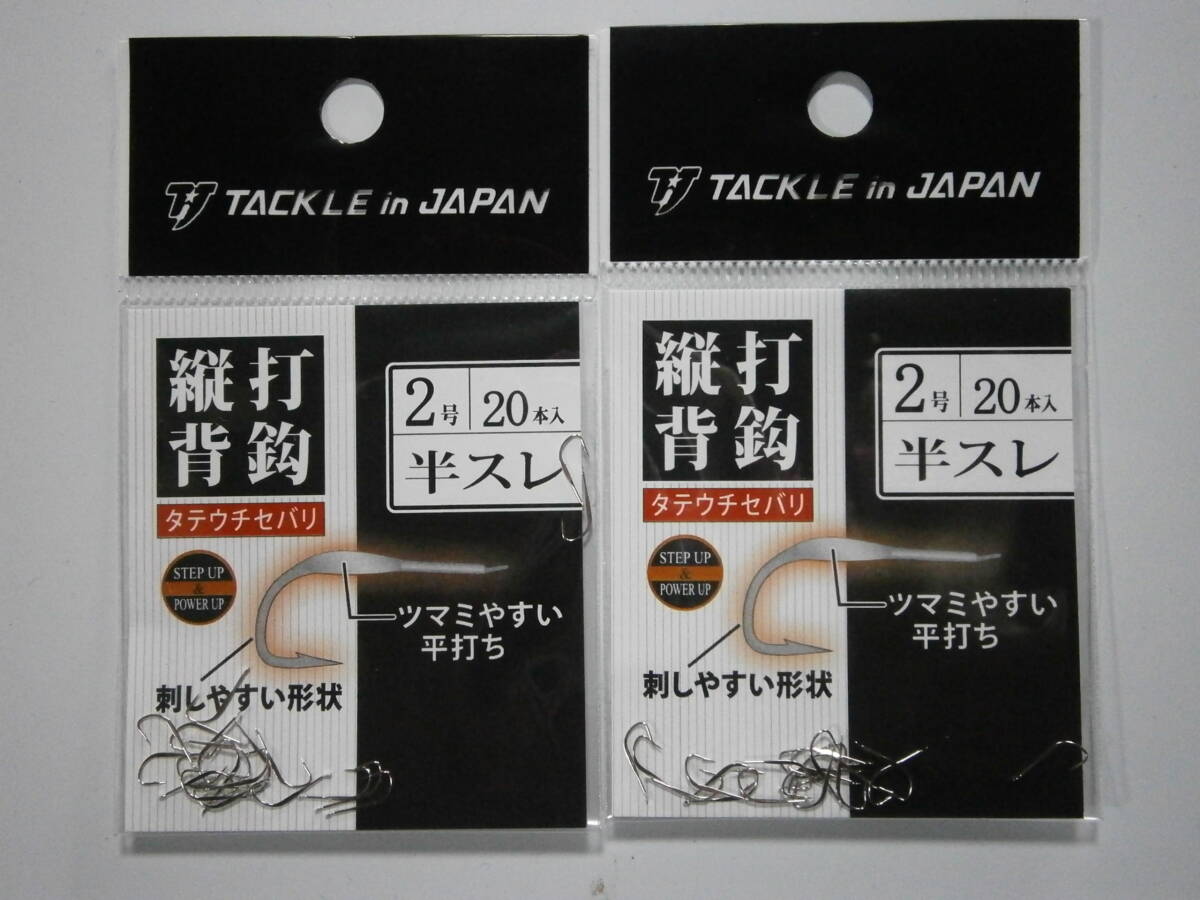 TACKLE in JAPAN
縦打
背鈎
タテウチセバリ
2号 20本入
半スレ
STEP UP
&
POWER UP
ツマミやすい
平打ち
刺しやすい形状
TACKLE in JAPAN
縦打
背鈎
タテウチセバリ
2号 20本入
半スレ
STEP UP
&
POWER UP
ツマミやすい
平打ち
刺しやすい形状